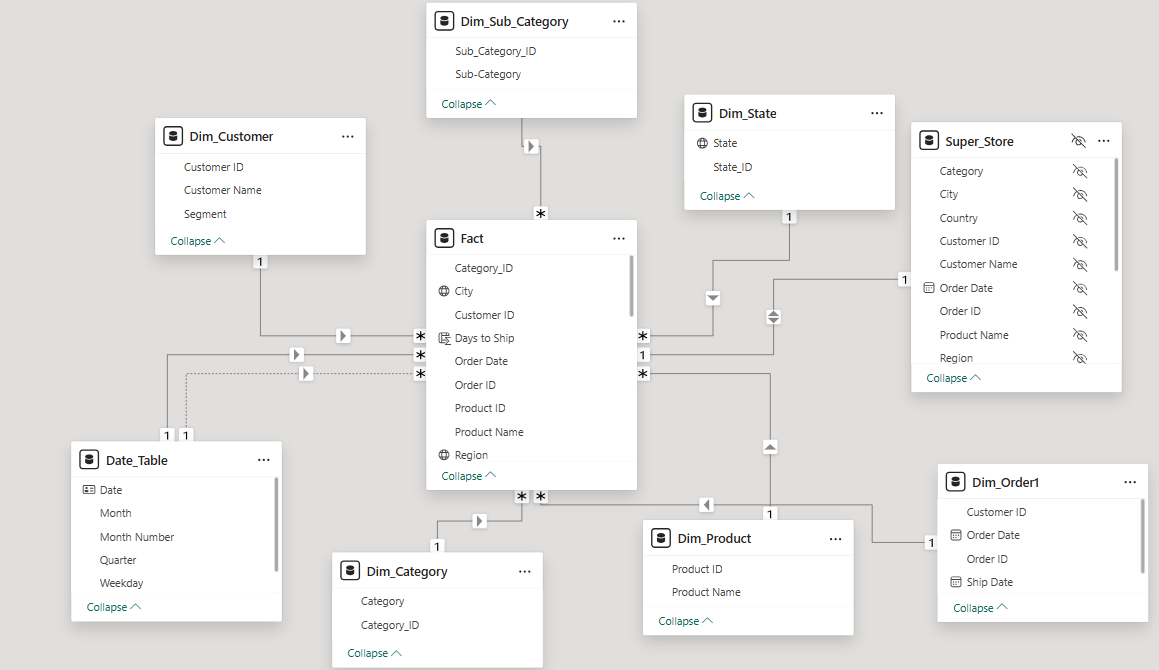 Dim_Sub_Category
Sub_Category_ID
Sub-Category
Collapse
Dim_Customer
Customer ID
Customer Name
Segment
Collapse
Dim_State
State
State_ID
Collapse
Super_Store
Category
City
Country
Customer ID
Customer Name
Order Date
Order ID
Product Name
Region
Collapse
Fact
Category_ID
City
Customer ID
Days to Ship
Order Date
Order ID
Product ID
Product Name
Region
Collapse
Date_Table
Date
Month
Month Number
Quarter
Weekday
Collapse
Dim_Category
Category
Category_ID
Collapse
Dim_Product
Product ID
Product Name
Collapse
Dim_Order1
Customer ID
Order Date
Order ID
Ship Date
Collapse
*
1
*
*
*
1
1
*
1
*
1
1
*
*
1
1
1